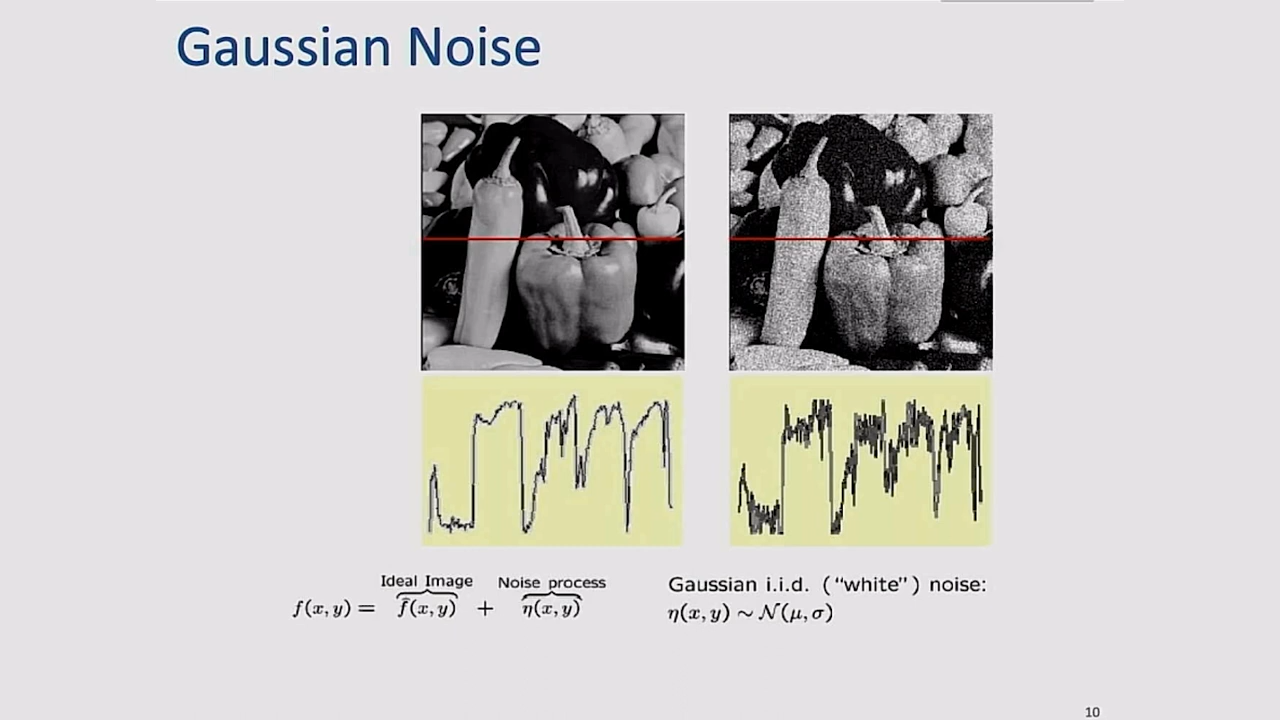 Gaussian Noise
Ideal Image Noise process
f(x, y) = f̂(x, y) + η(x, y)
Gaussian i.i.d. (“white”) noise:
η(x, y) ~ 𝒩(μ, σ)
10